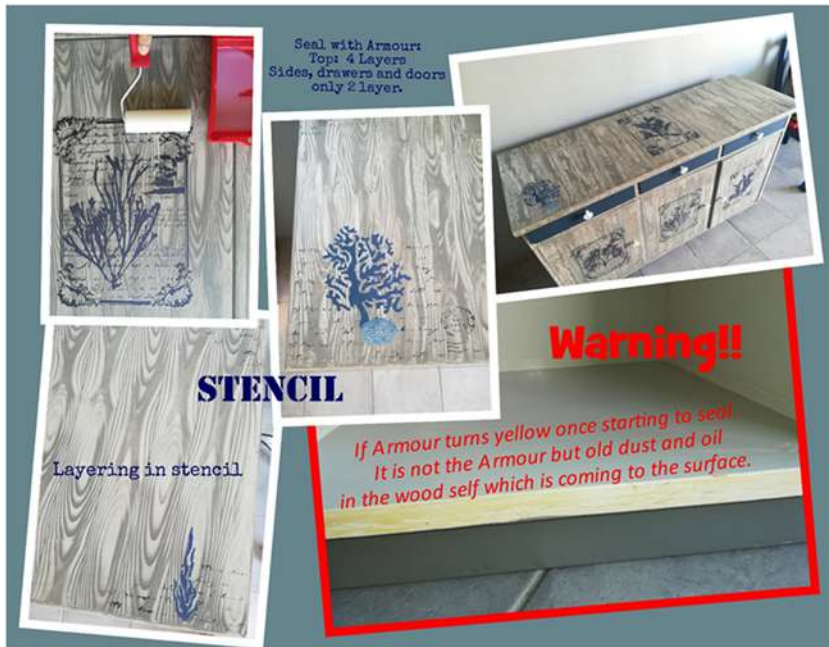 Seal with Armour:
Top: 4 Layers
Sides, drawers and doors
only 2 layer.
STENCIL
Layering in stencil
Warning!!
If Armour turns yellow once starting to seal
It is not the Armour but old dust and oil
in the wood self which is coming to the surface.